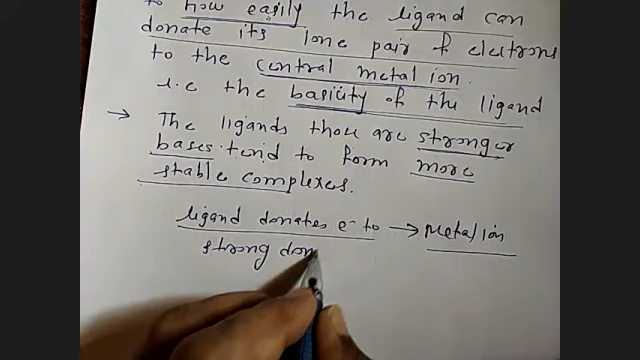 to how easily the ligand can
donate its lone pair of electrons
to the central metal ion.
i.e the basicity of the ligand
→ The ligands those are stronger
bases tend to form more
stable complexes.
ligand donates e⁻ to → Metal ion
strong don